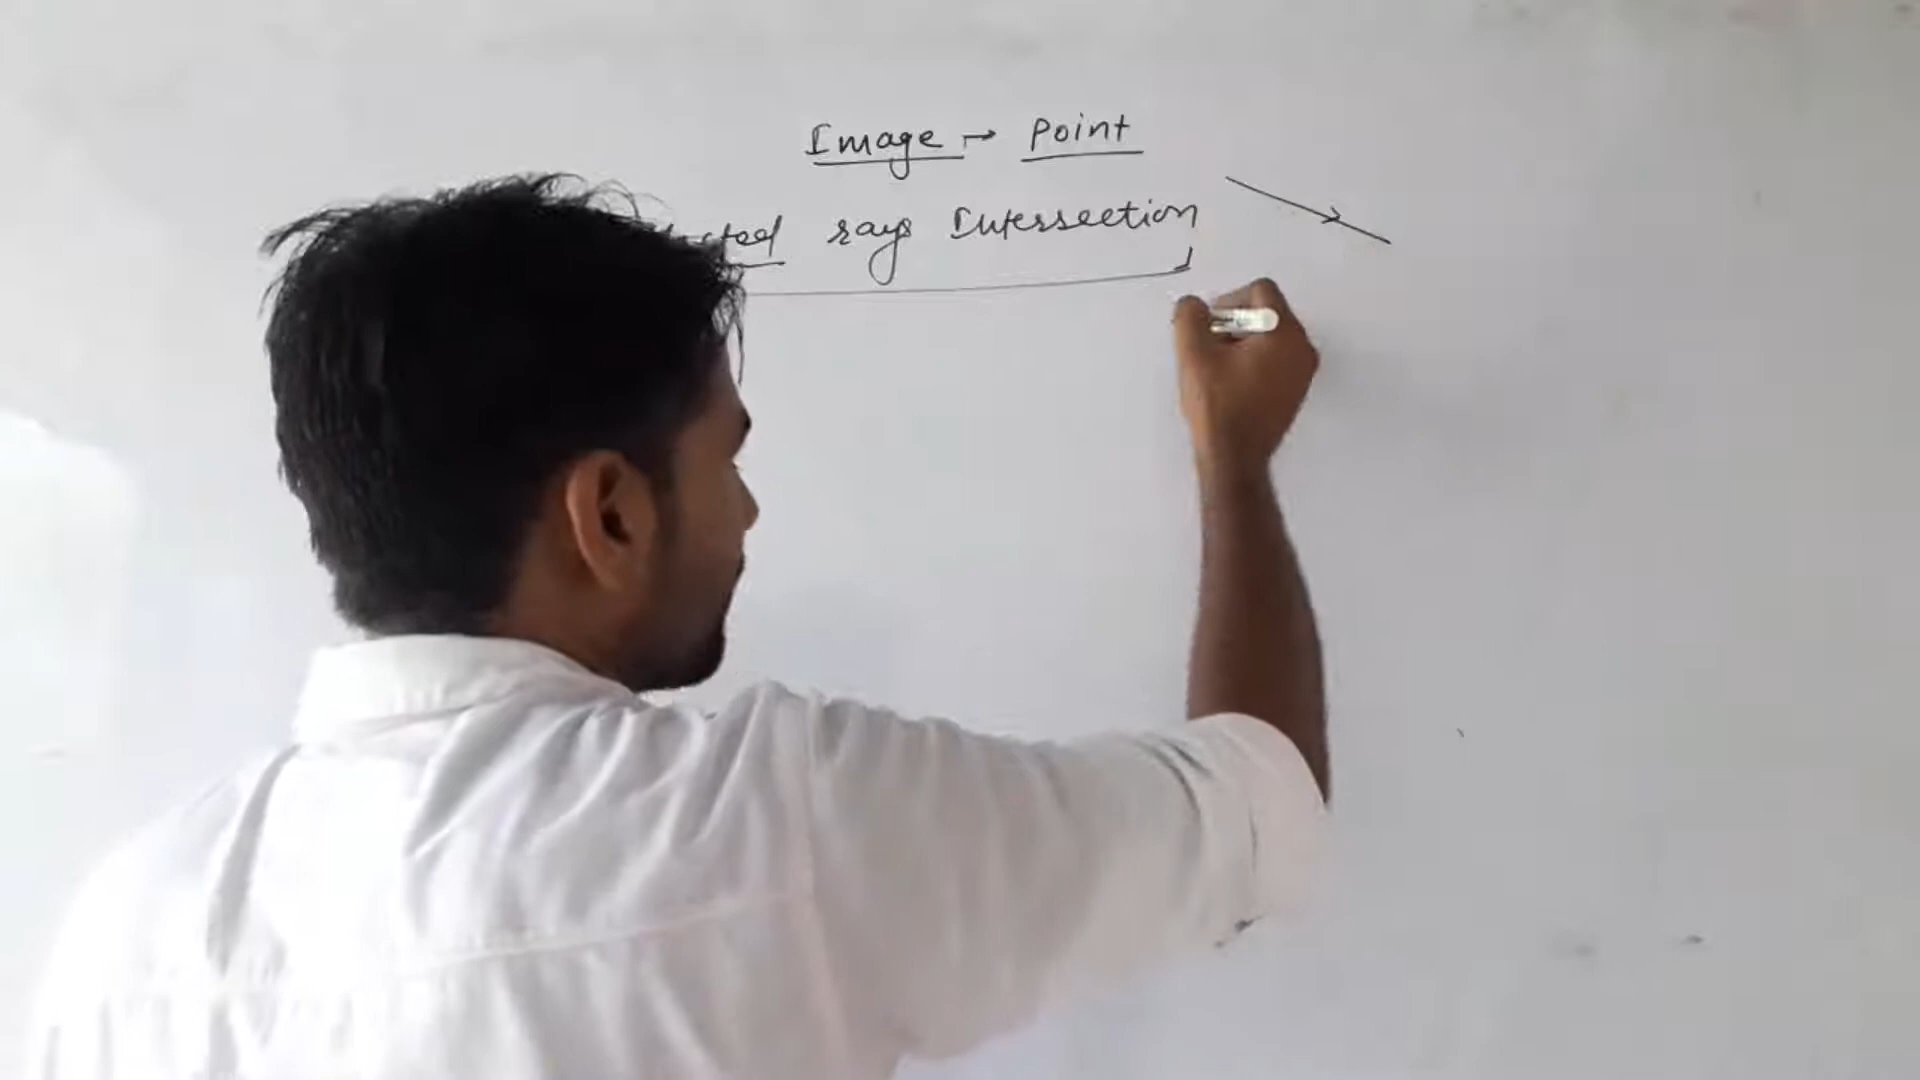 Image → Point
rays Intersection